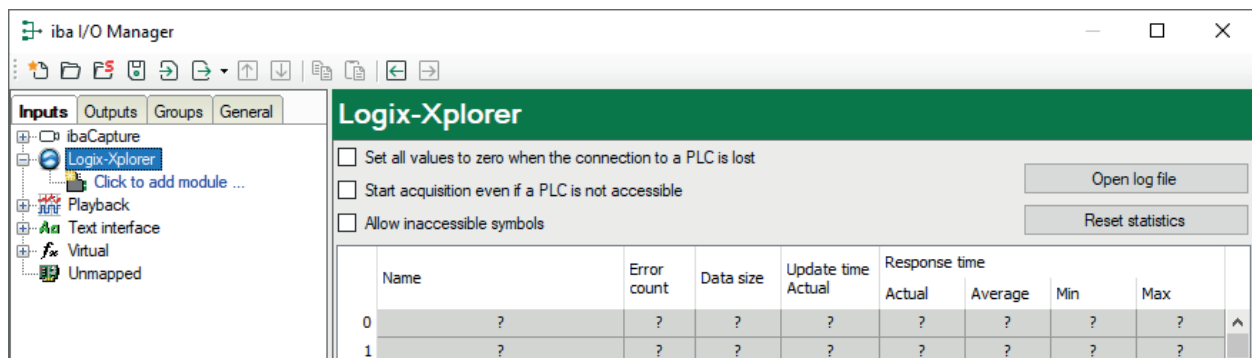 iba I/O Manager
Inputs Outputs Groups General
ibaCapture
Logix-Xplorer
Click to add module ...
Playback
Text interface
Virtual
Unmapped
Logix-Xplorer
Set all values to zero when the connection to a PLC is lost
Start acquisition even if a PLC is not accessible
Allow inaccessible symbols
Open log file
Reset statistics
Name Error count Data size Update time Actual Response time
Actual Average Min Max
0 ? ? ? ? ? ? ? ?
1 ? ? ? ? ? ? ? ?